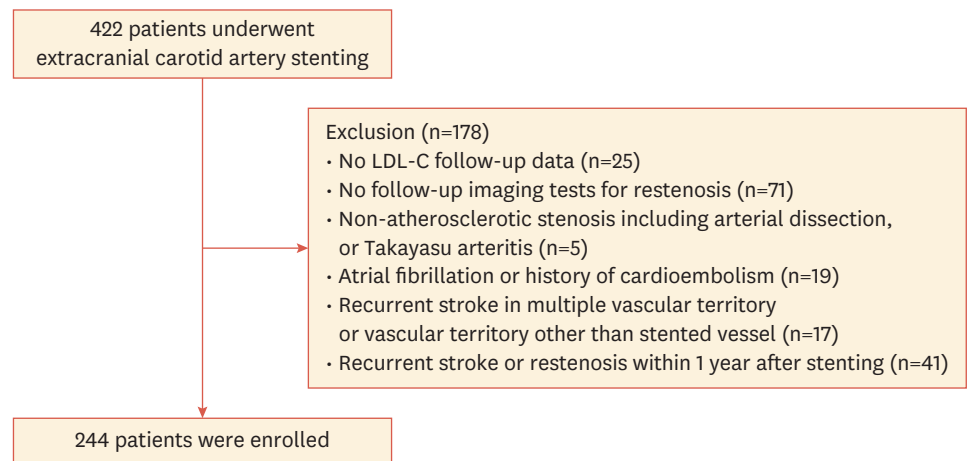 422 patients underwent
extracranial carotid artery stenting
Exclusion (n=178)
· No LDL-C follow-up data (n=25)
· No follow-up imaging tests for restenosis (n=71)
· Non-atherosclerotic stenosis including arterial dissection,
or Takayasu arteritis (n=5)
· Atrial fibrillation or history of cardioembolism (n=19)
· Recurrent stroke in multiple vascular territory
or vascular territory other than stented vessel (n=17)
· Recurrent stroke or restenosis within 1 year after stenting (n=41)
244 patients were enrolled